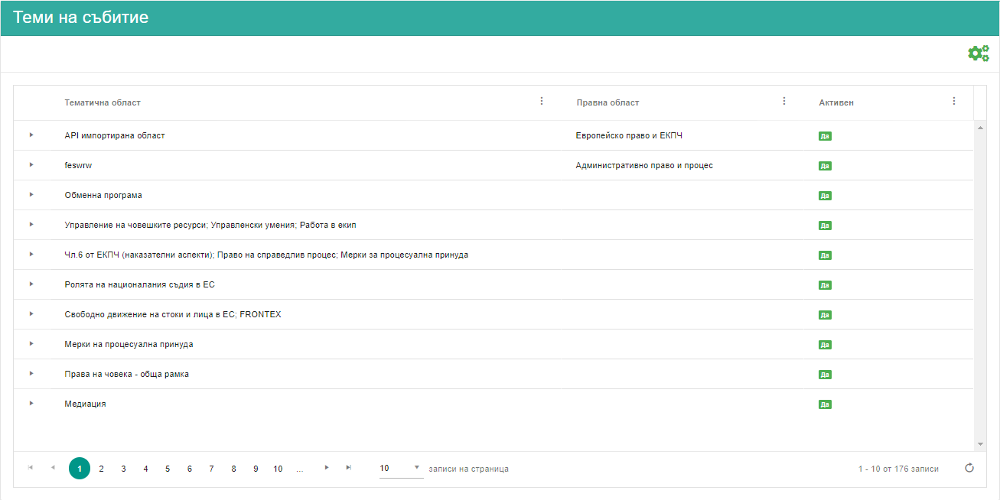 Теми на събитие
Тематична област Правна област Активен
API импортирана област Европейско право и ЕКПЧ Да
feswrw Административно право и процес Да
Обменна програма Да
Управление на човешките ресурси; Управленски умения; Работа в екип Да
Чл.6 от ЕКПЧ (наказателни аспекти); Право на справедлив процес; Мерки за процесуална принуда Да
Ролята на националания съдия в ЕС Да
Свободно движение на стоки и лица в ЕС; FRONTEX Да
Мерки на процесуална принуда Да
Права на човека - обща рамка Да
Медиация Да
1 2 3 4 5 6 7 8 9 10 ... 10 записи на страница 1 - 10 от 176 записи